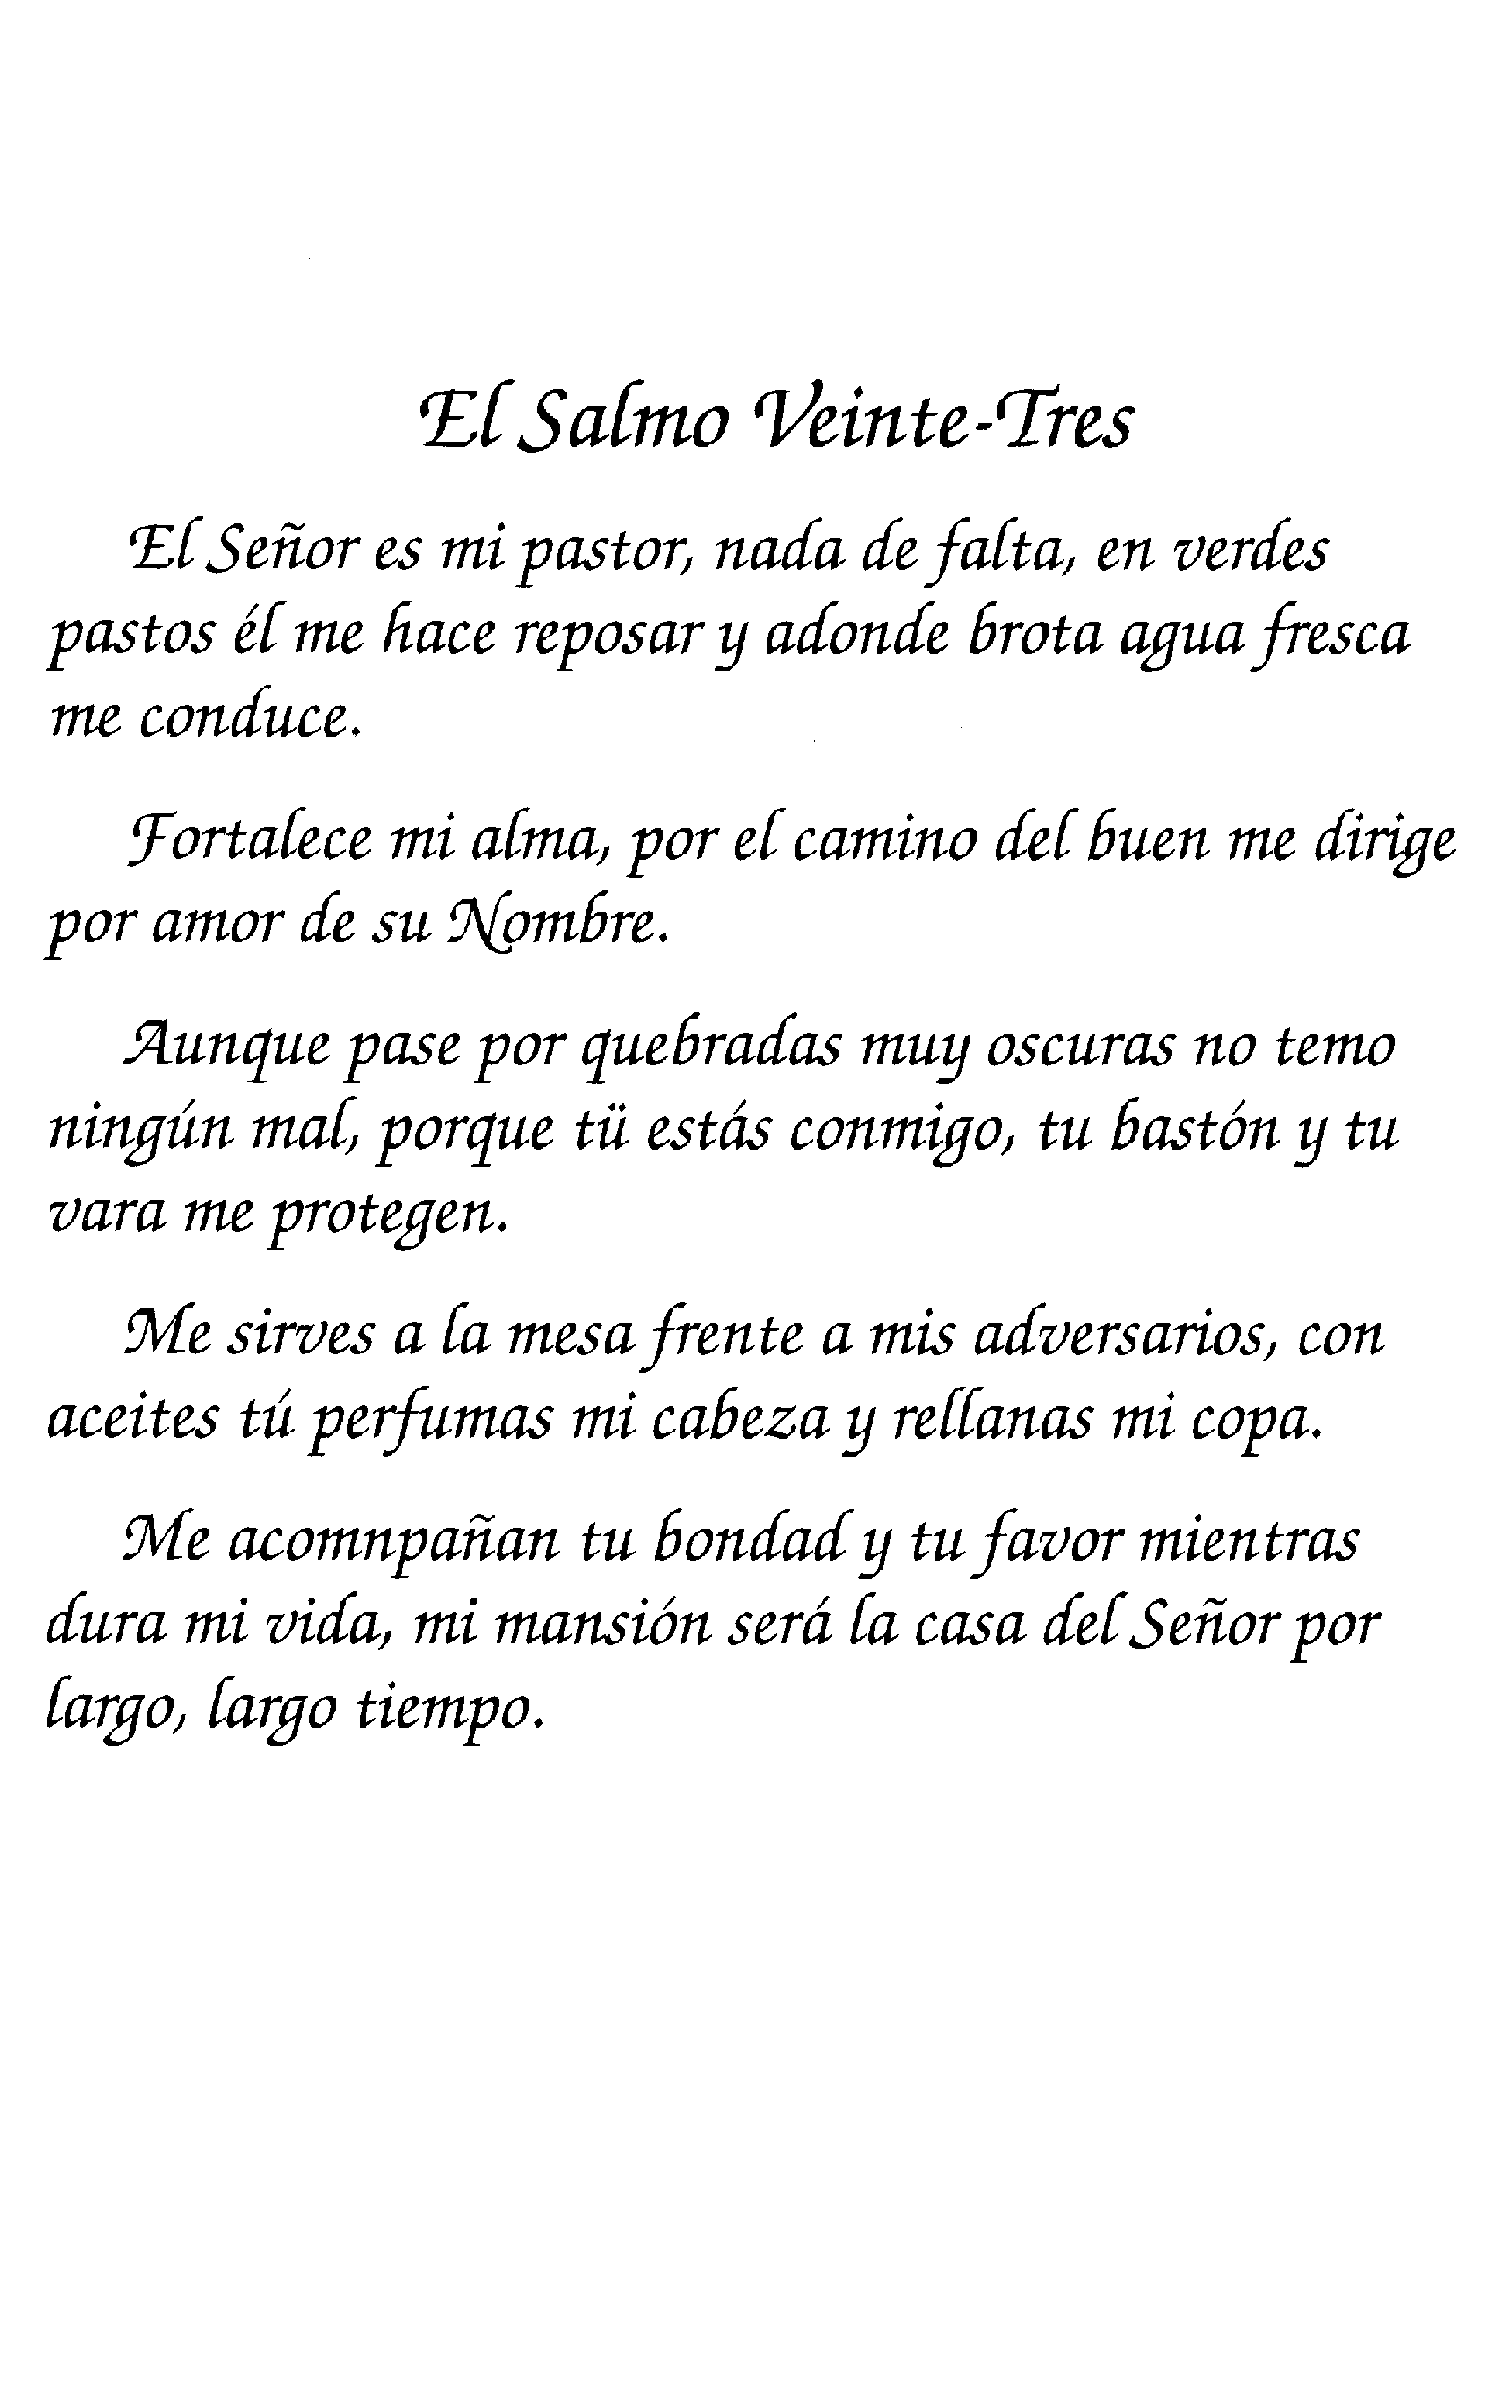 El Salmo Veinte-Tres
El Señor es mi pastor, nada de falta, en verdes
pastos él me hace reposar y adonde brota agua fresca
me conduce.
Fortalece mi alma, por el camino del buen me dirige
por amor de su Nombre.
Aunque pase por quebradas muy oscuras no temo
ningún mal, porque tü estás conmigo, tu bastón y tu
vara me protegen.
Me sirves a la mesa frente a mis adversarios, con
aceites tú perfumas mi cabeza y rellanas mi copa.
Me acomnpañan tu bondad y tu favor mientras
dura mi vida, mi mansión será la casa del Señor por
largo, largo tiempo.